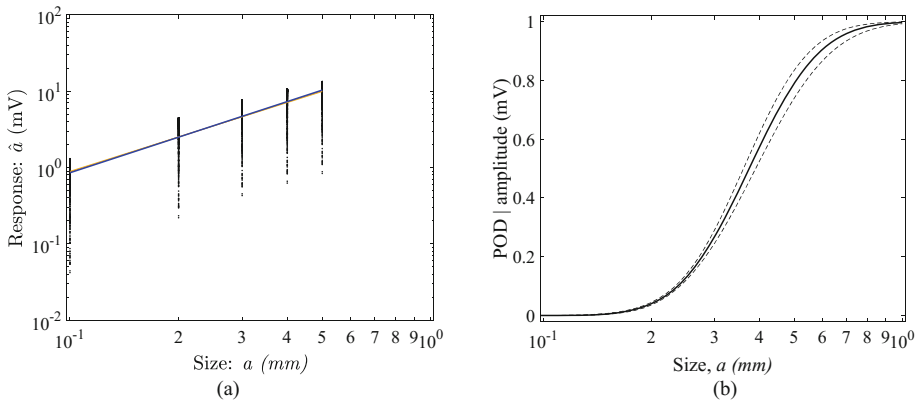 10^2
10^1
10^0
10^-1
10^-2
Response: â (mV)
10^-1 2 3 4 5 6 7 8 9 10^0
Size: a (mm)
(a)
1
0.8
0.6
0.4
0.2
0
POD | amplitude (mV)
10^-1 2 3 4 5 6 7 8 9 10^0
Size, a (mm)
(b)